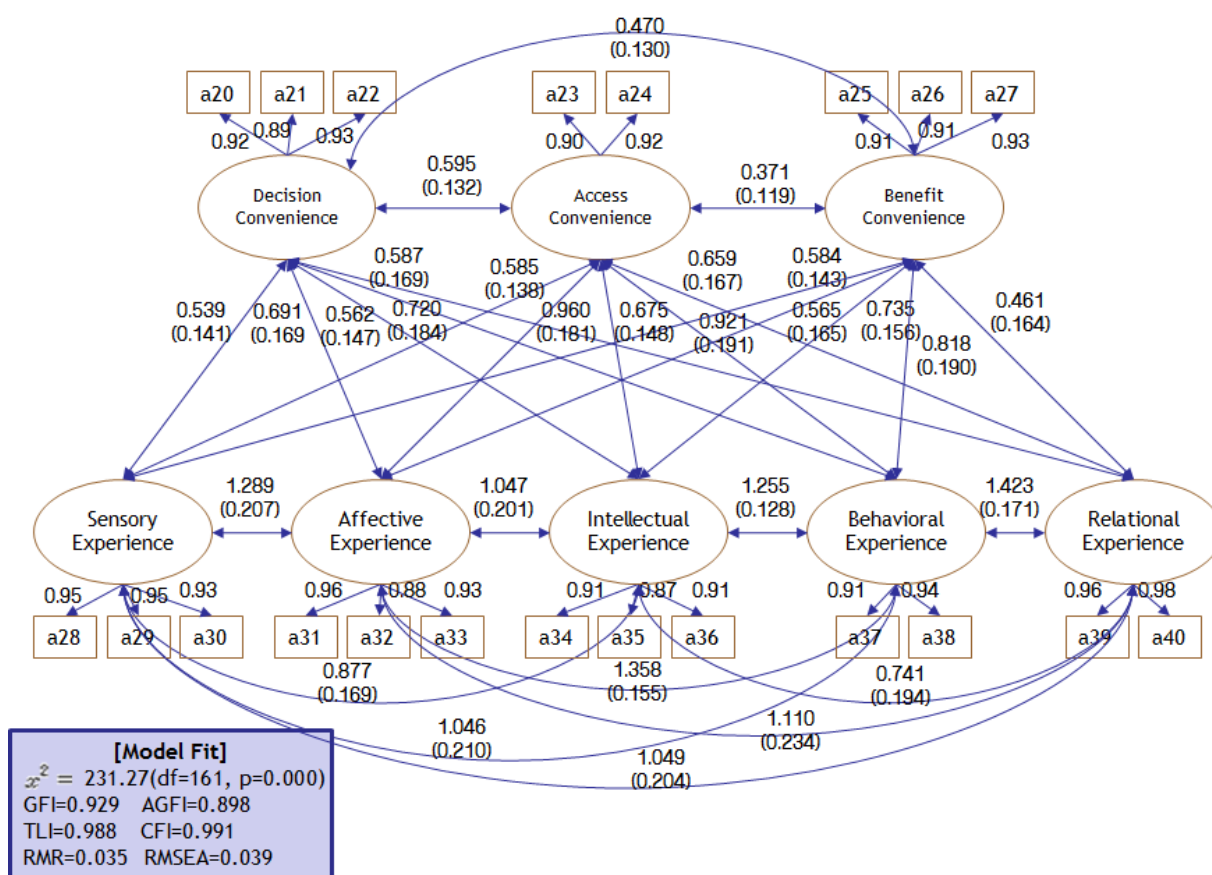 0.470
(0.130)
a20
a21
a22
a23
a24
a25
a26
a27
0.92
0.89
0.93
0.90
0.92
0.91
0.91
0.93
0.595
(0.132)
0.371
(0.119)
Decision
Convenience
Access
Convenience
Benefit
Convenience
0.587
(0.169)
0.585
(0.138)
0.659
(0.167)
0.584
(0.143)
0.539
(0.141)
0.691
(0.169
0.562
(0.147)
0.720
(0.184)
0.960
(0.181)
0.675
(0.148)
0.921
(0.191)
0.565
(0.165)
0.735
(0.156)
0.818
(0.190)
0.461
(0.164)
1.289
(0.207)
1.047
(0.201)
1.255
(0.128)
1.423
(0.171)
Sensory
Experience
Affective
Experience
Intellectual
Experience
Behavioral
Experience
Relational
Experience
0.95
0.95
0.93
0.96
0.88
0.93
0.91
0.87
0.91
0.91
0.94
0.96
0.98
a28
a29
a30
a31
a32
a33
a34
a35
a36
a37
a38
a39
a40
0.877
(0.169)
1.358
(0.155)
0.741
(0.194)
1.046
(0.210)
1.110
(0.234)
1.049
(0.204)
[Model Fit]
x² = 231.27(df=161, p=0.000)
GFI=0.929 AGFI=0.898
TLI=0.988 CFI=0.991
RMR=0.035 RMSEA=0.039